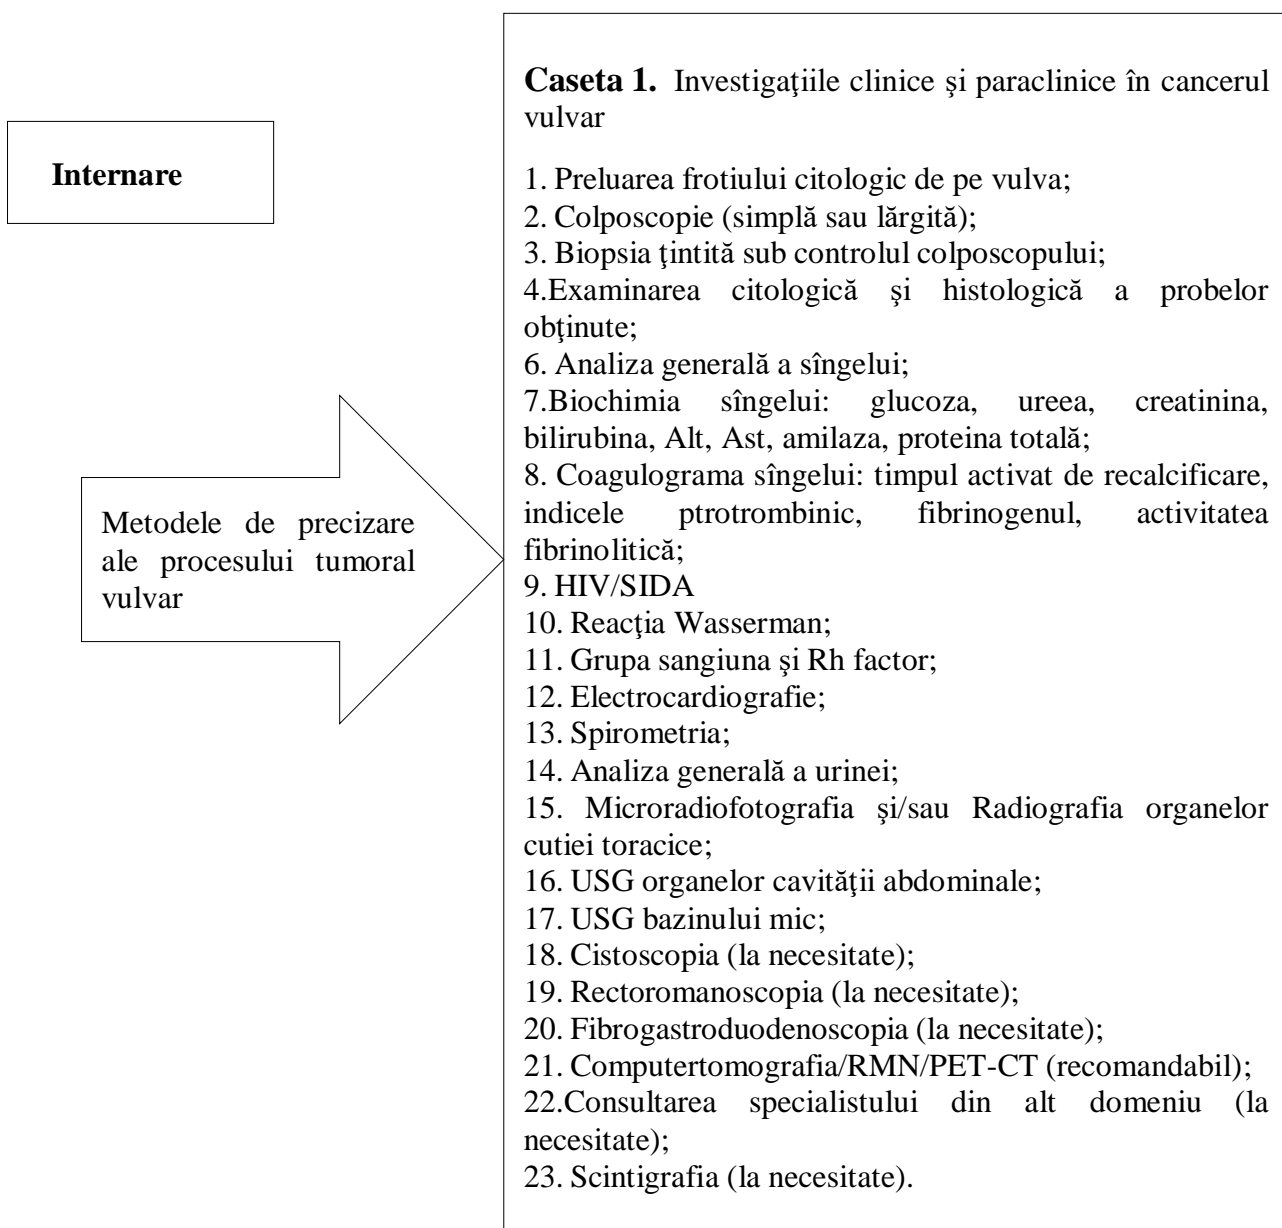 Internare
Metodele de precizare
ale procesului tumoral
vulvar
Caseta 1. Investigaţiile clinice şi paraclinice în cancerul
vulvar
1. Preluarea frotiului citologic de pe vulva;
2. Colposcopie (simplă sau lărgită);
3. Biopsia ţintită sub controlul colposcopului;
4.Examinarea citologică şi histologică a probelor
obţinute;
6. Analiza generală a sîngelui;
7.Biochimia sîngelui: glucoza, ureea, creatinina,
bilirubina, Alt, Ast, amilaza, proteina totală;
8. Coagulograma sîngelui: timpul activat de recalcificare,
indicele ptrotrombinic, fibrinogenul, activitatea
fibrinolitică;
9. HIV/SIDA
10. Reacţia Wasserman;
11. Grupa sangiuna şi Rh factor;
12. Electrocardiografie;
13. Spirometria;
14. Analiza generală a urinei;
15. Microradiofotografia şi/sau Radiografia organelor
cutiei toracice;
16. USG organelor cavităţii abdominale;
17. USG bazinului mic;
18. Cistoscopia (la necesitate);
19. Rectoromanoscopia (la necesitate);
20. Fibrogastroduodenoscopia (la necesitate);
21. Computertomografia/RMN/PET-CT (recomandabil);
22.Consultarea specialistului din alt domeniu (la
necesitate);
23. Scintigrafia (la necesitate).